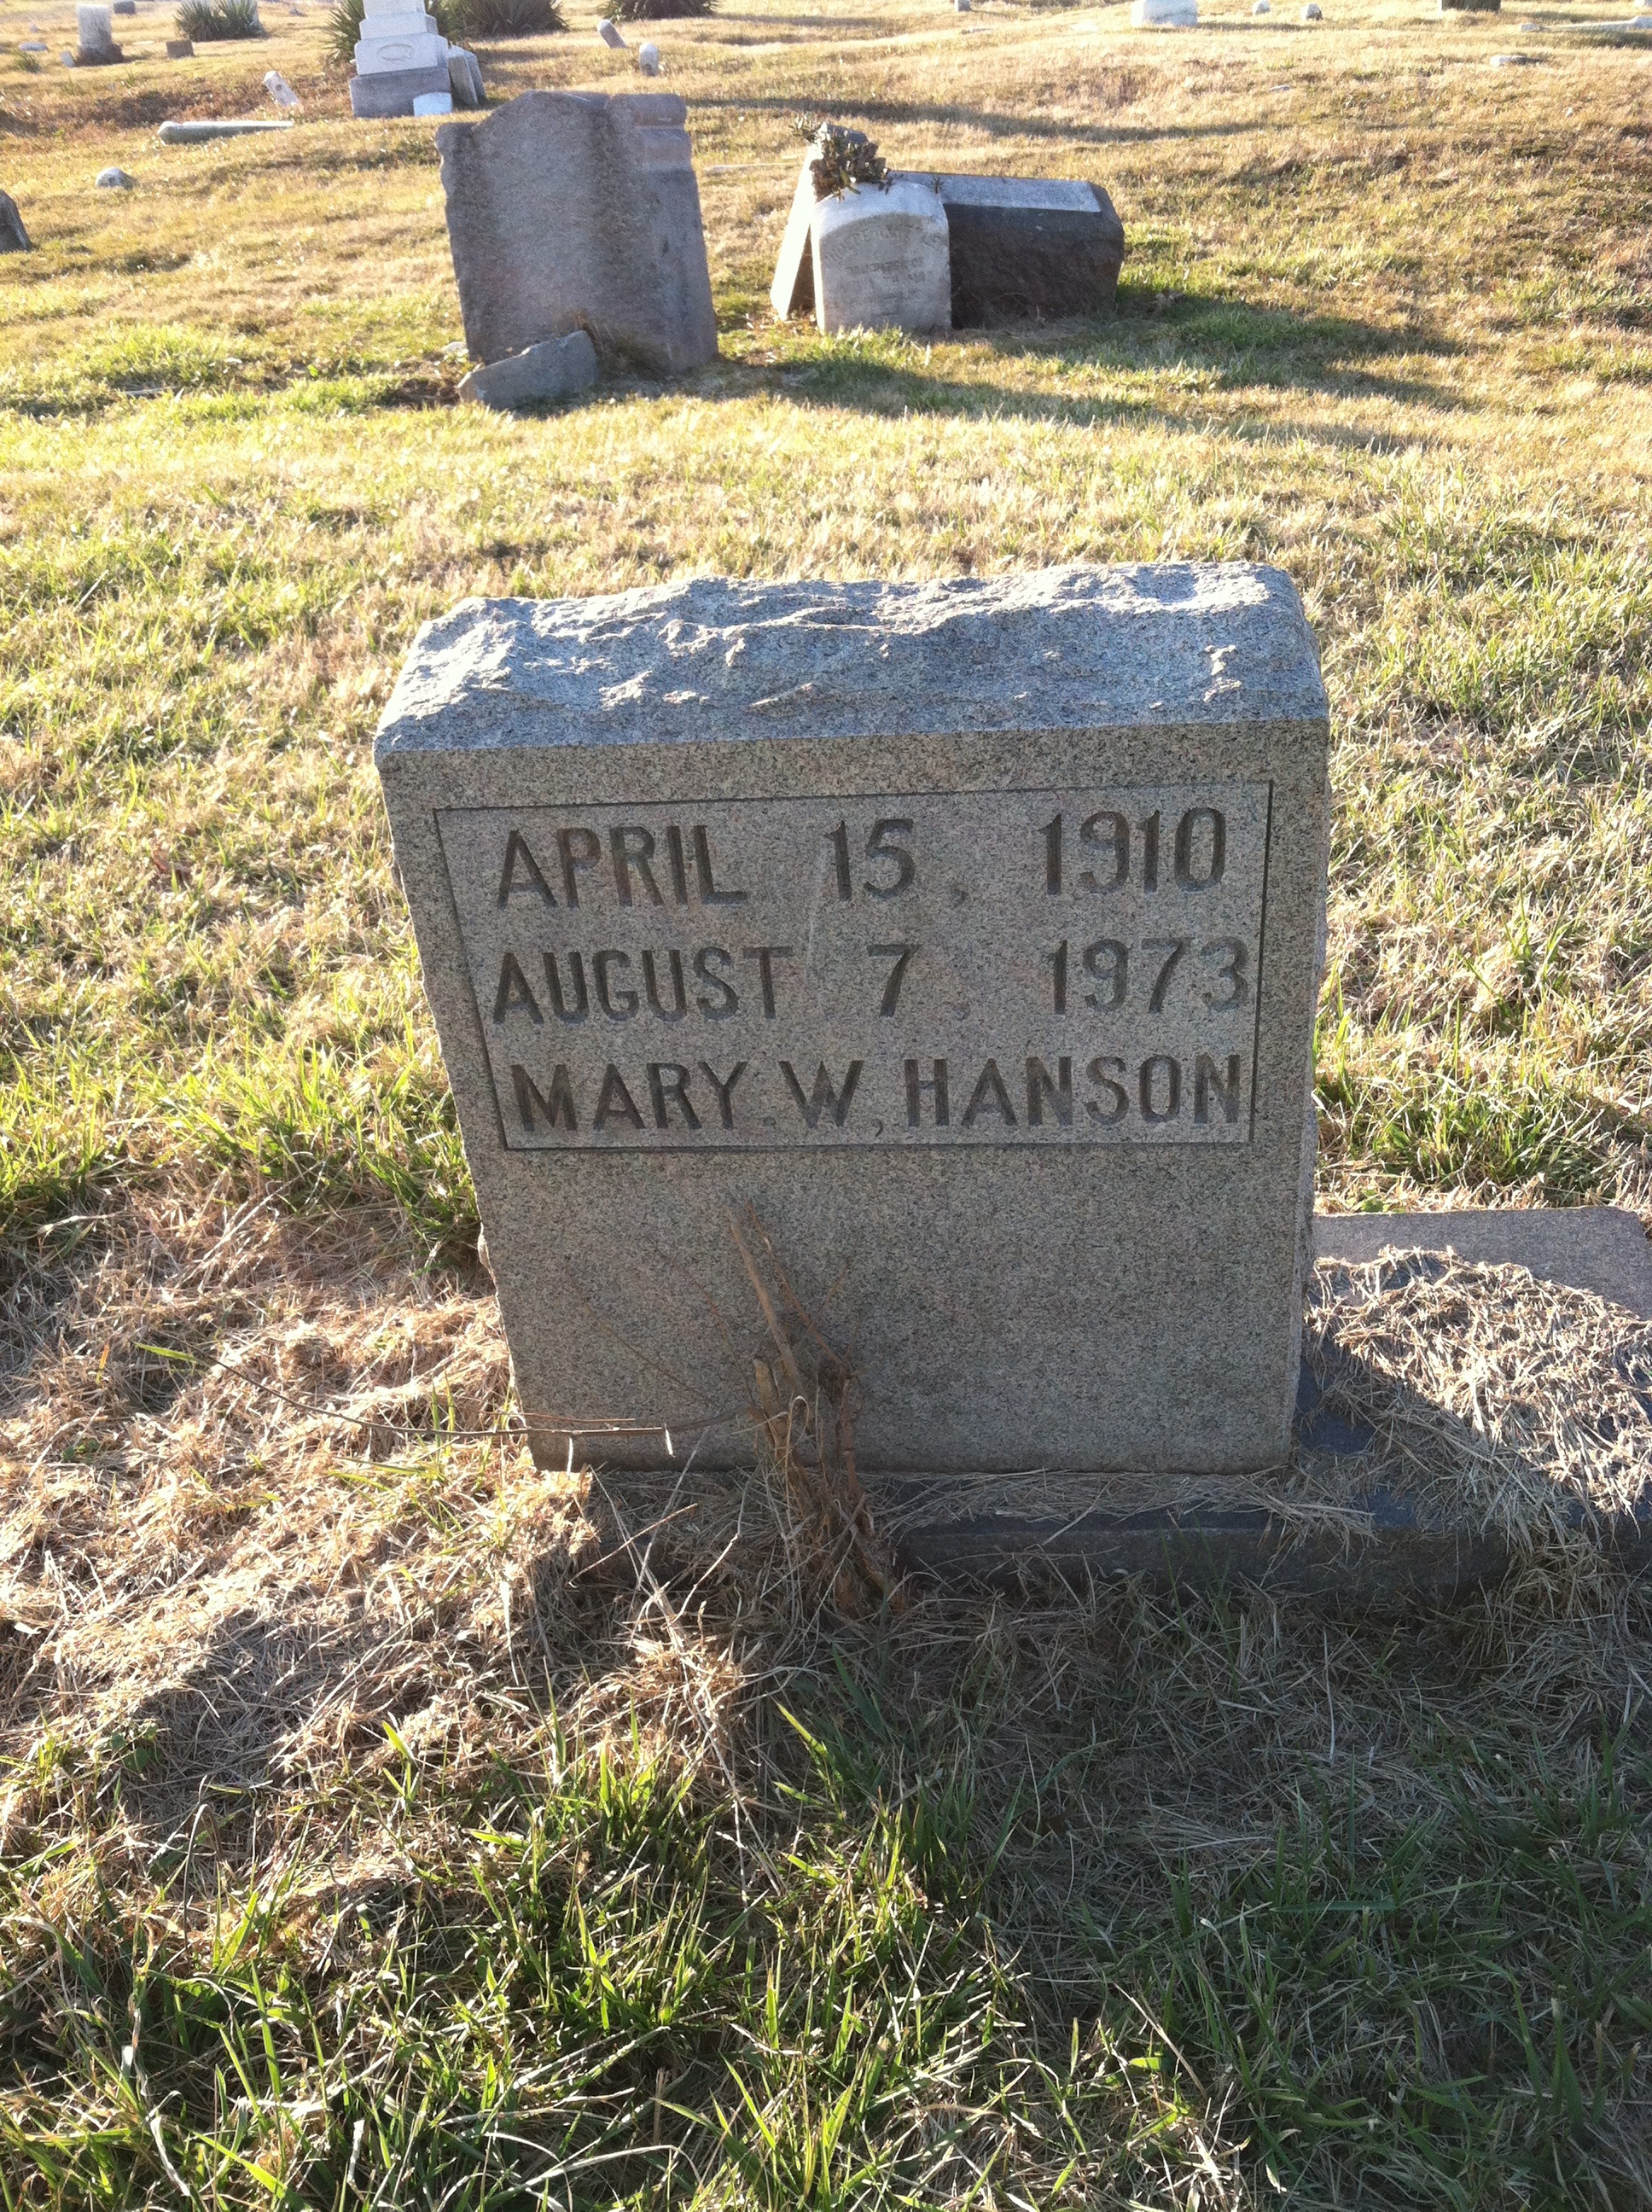 APRIL 15, 1910
AUGUST 7, 1973
MARY. W, HANSON